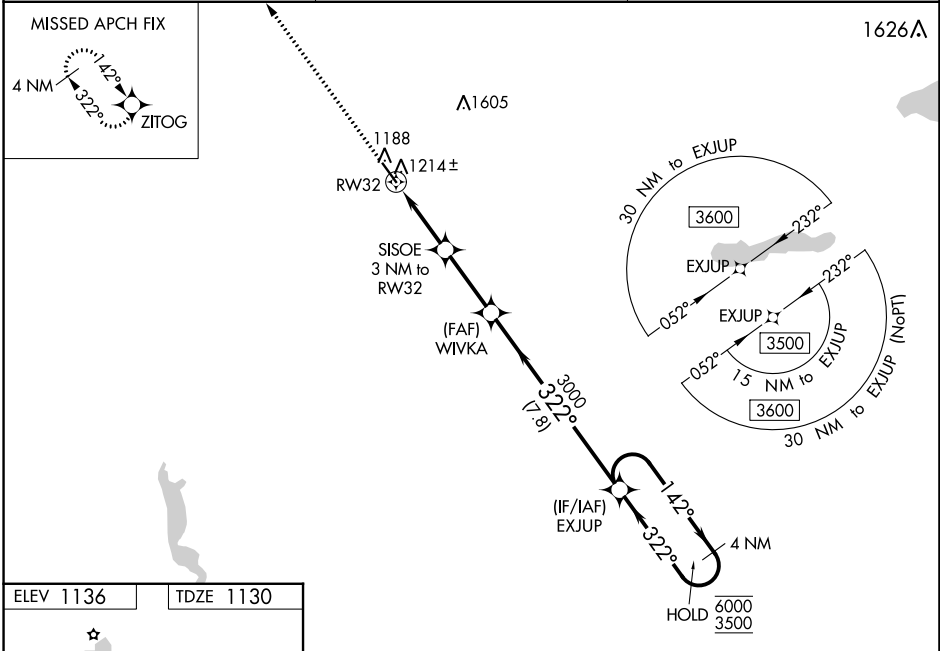 MISSED APCH FIX
4 NM
142°
322°
ZITOG
1626
1605
1188
1214±
RW32
SISOE
3 NM to
RW32
(FAF)
WIVKA
3000
322°
(7.8)
(IF/IAF)
EXJUP
142°
322°
4 NM
HOLD
6000
3500
30 NM to EXJUP
3600
232°
EXJUP
052°
232°
EXJUP
3500
052°
15 NM to EXJUP
3600
30 NM to EXJUP (NoPT)
ELEV 1136
TDZE 1130